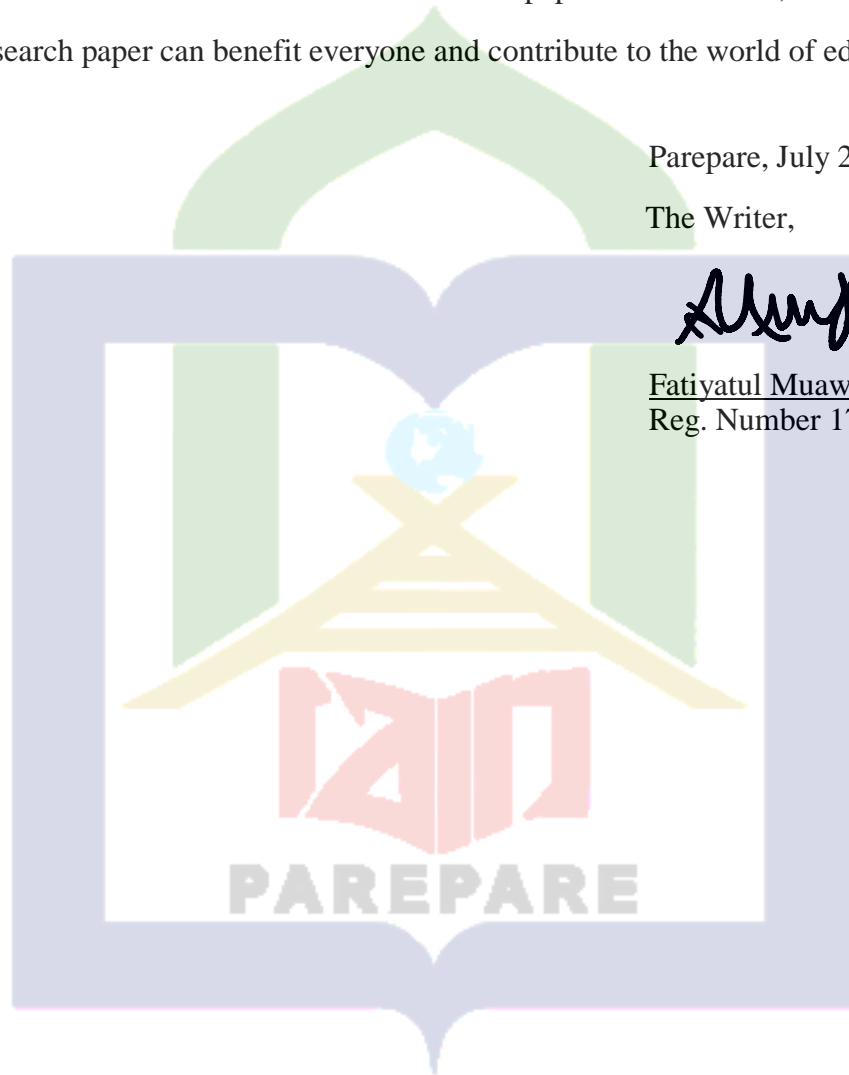 search paper can benefit everyone and contribute to the world of ed
Parepare, July 2
The Writer,
Fatiyatul Muaw
Reg. Number 1
iain
PAREPARE